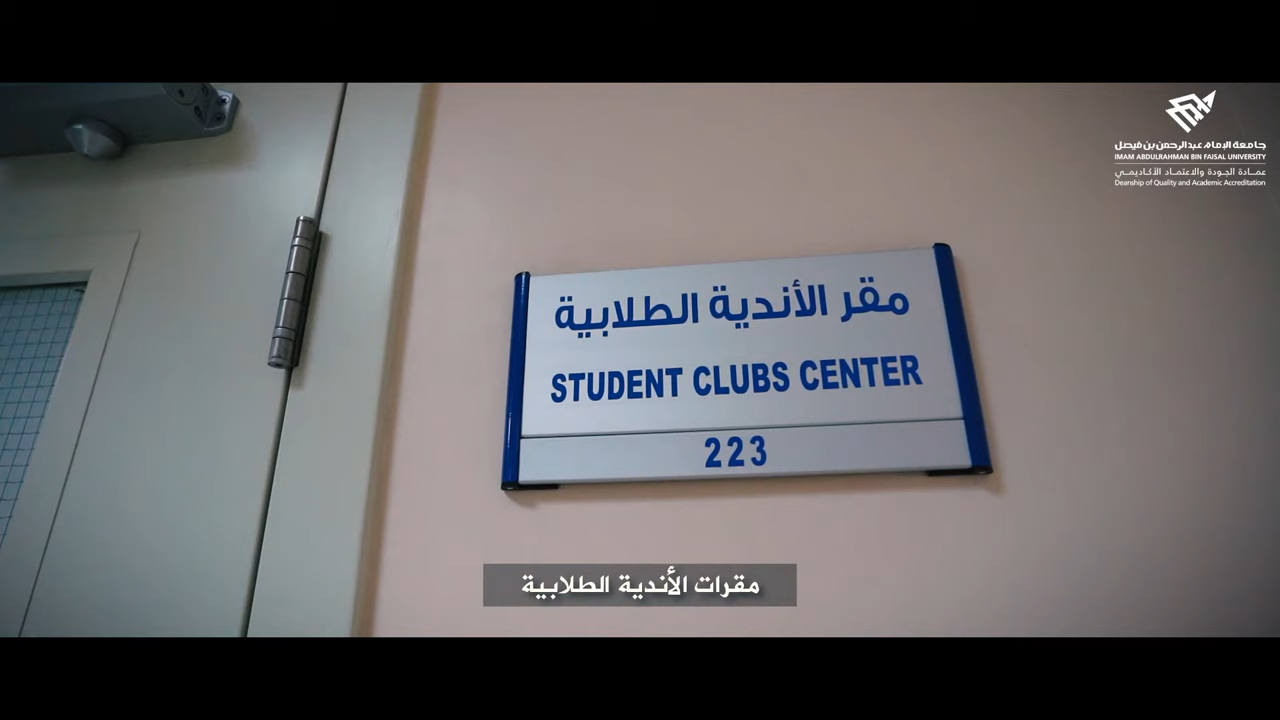 جامعة الإمام عبدالرحمن بن فيصل
IMAM ABDULRAHMAN BIN FAISAL UNIVERSITY
عمادة الجودة والاعتماد الأكاديمي
Deanship of Quality and Academic Accreditation
مقر الأندية الطلابية
STUDENT CLUBS CENTER
223
مقرات الأندية الطلابية